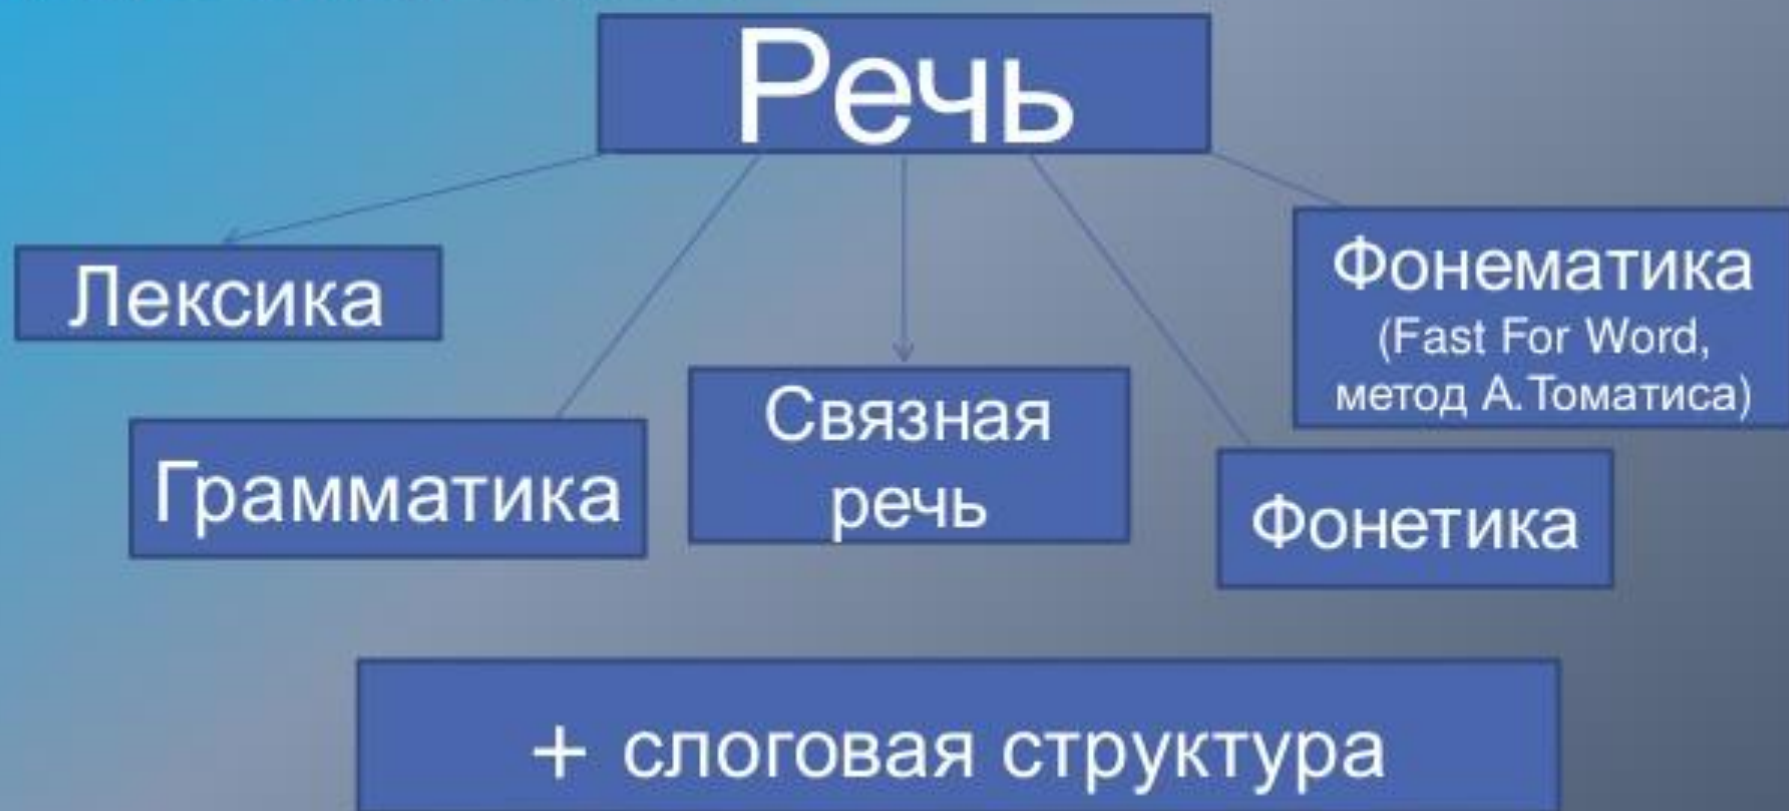 Речь
Лексика
Фонематика
(Fast For Word,
метод А.Томатиса)
Грамматика
Связная
речь
Фонетика
+ слоговая структура